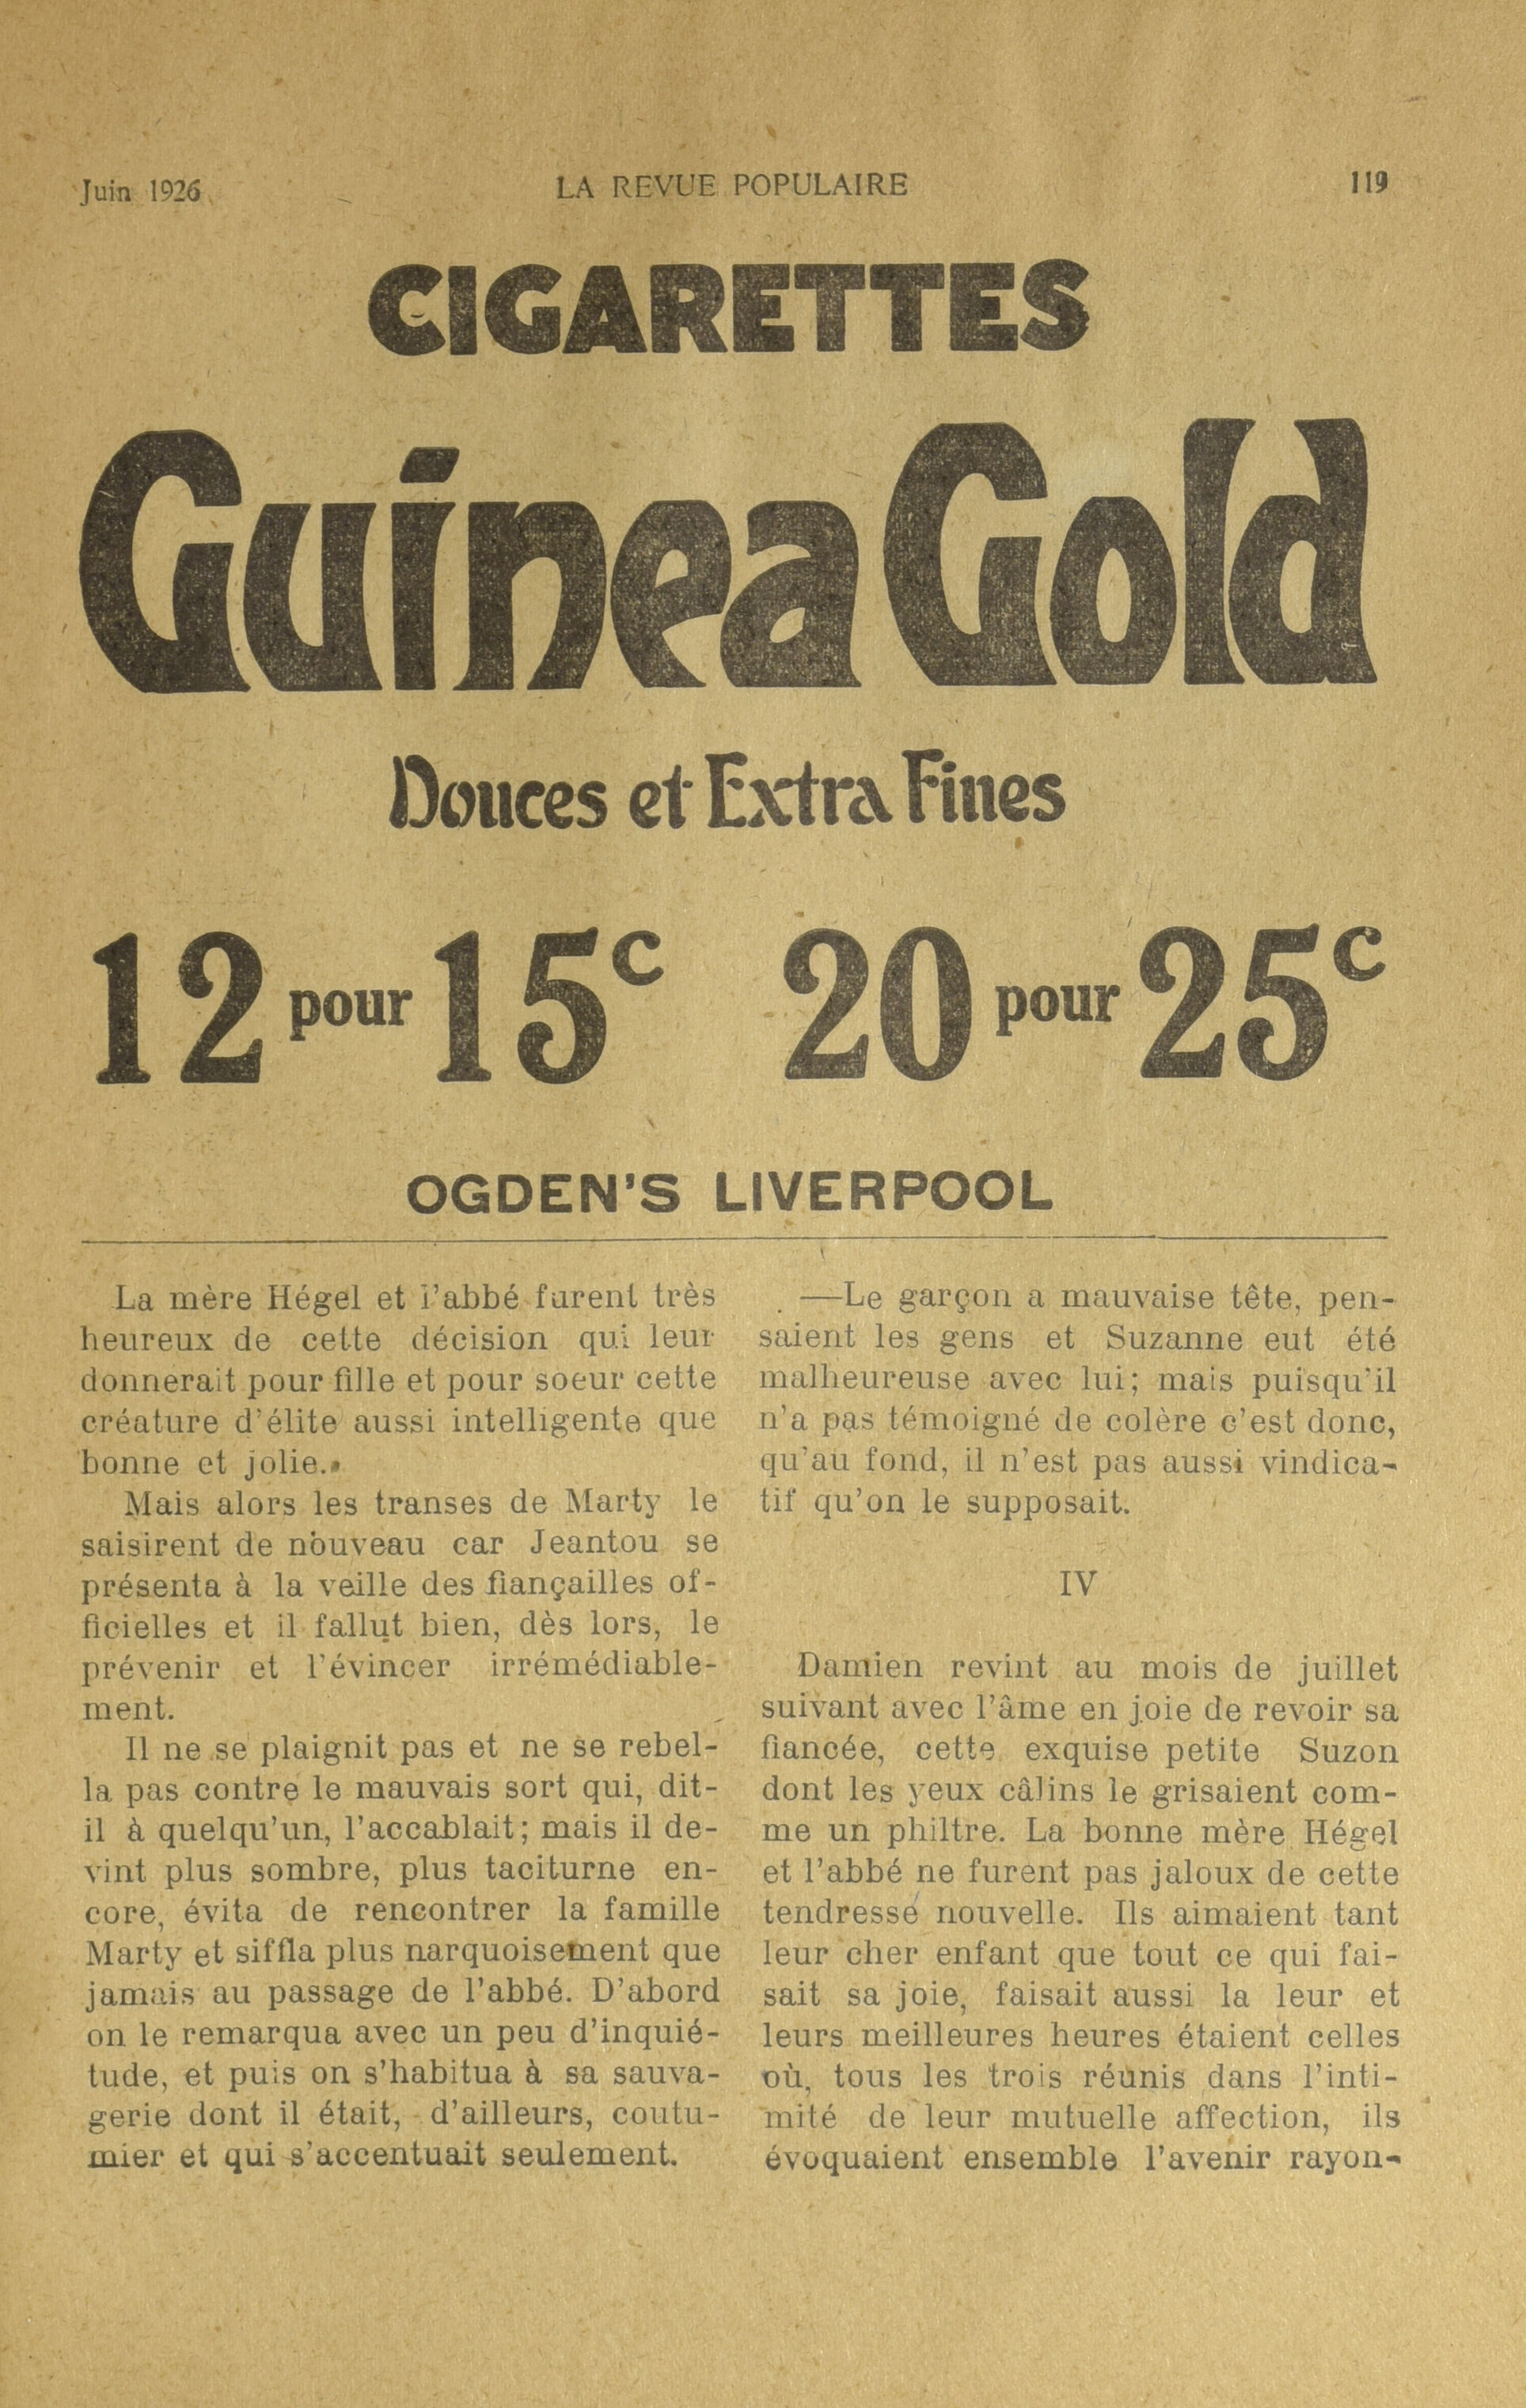 Juin 1926
LA REVUE POPULAIRE
119
CIGARETTES
Guinea Gold
Douces et Extra Fines
12 pour 15c 20 pour 25c
OGDEN'S LIVERPOOL
La mère Hégel et l'abbé furent très
heureux de cette décision qui leur
donnerait pour fille et pour soeur cette
créature d'élite aussi intelligente que
bonne et jolie.
Mais alors les transes de Marty le
saisirent de nouveau car Jeantou se
présenta à la veille des fiançailles of-
ficielles et il fallut bien, dès lors, le
prévenir et l'évincer irrémédiable-
ment.
Il ne se plaignit pas et ne se rebel-
la pas contre le mauvais sort qui, dit-
il à quelqu'un, l'accablait; mais il de-
vint plus sombre, plus taciturne en-
core, évita de rencontrer la famille
Marty et siffla plus narquoisement que
jamais au passage de l'abbé. D'abord
on le remarqua avec un peu d'inquié-
tude, et puis on s'habitua à sa sauva-
gerie dont il était, d'ailleurs, coutu-
mier et qui s'accentuait seulement.
—Le garçon a mauvaise tête, pen-
saient les gens et Suzanne eut été
malheureuse avec lui; mais puisqu'il
n'a pas témoigné de colère c'est donc,
qu'au fond, il n'est pas aussi vindica-
tif qu'on le supposait.
IV
Damien revint au mois de juillet
suivant avec l'âme en joie de revoir sa
fiancée, cette exquise petite Suzon
dont les yeux câlins le grisaient com-
me un philtre. La bonne mère Hégel
et l'abbé ne furent pas jaloux de cette
tendresse nouvelle. Ils aimaient tant
leur cher enfant que tout ce qui fai-
sait sa joie, faisait aussi la leur et
leurs meilleures heures étaient celles
où, tous les trois réunis dans l'inti-
mité de leur mutuelle affection, ils
évoquaient ensemble l'avenir rayon-